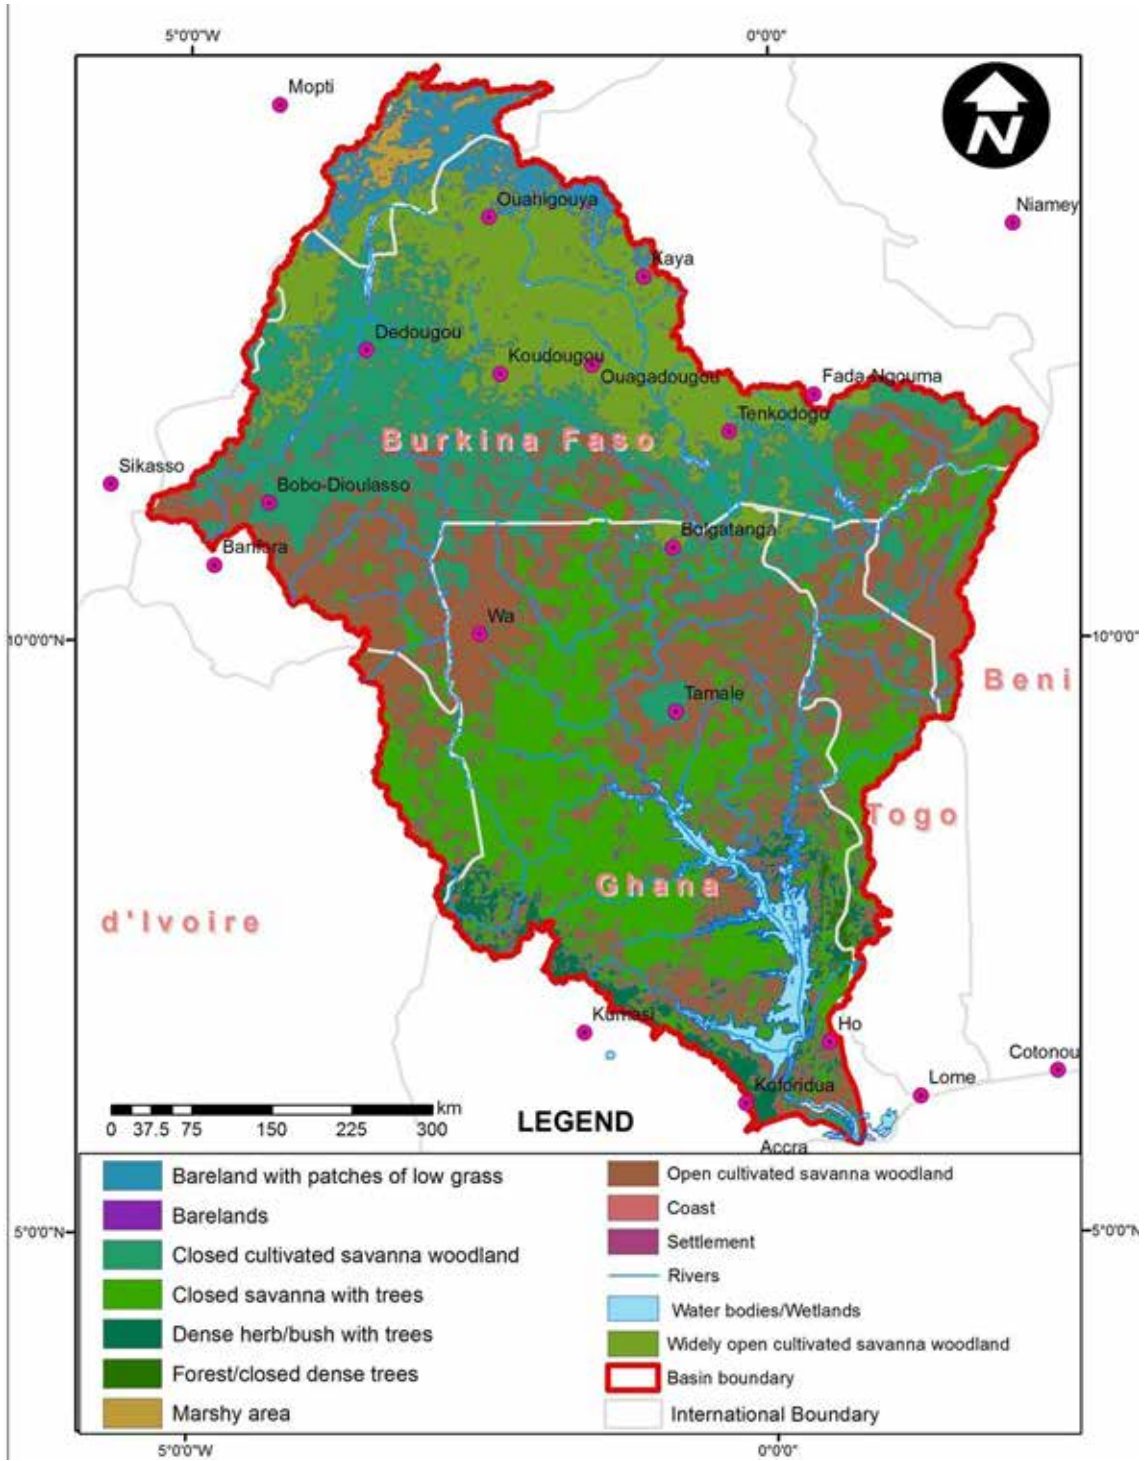 5°0'0"W 0°0'0"
Mopti
N
Ouahigouya
Niamey
Kaya
Dedougou
Koudougou
Ouagadougou
Fada-Ngouma
Tenkodogo
Burkina Faso
Sikasso
Bobo-Dioulasso
Bolgatanga
Banfora
Wa
10°0'0"N 10°0'0"N
Beni
Tamale
Togo
Ghana
d'Ivoire
Kumasi
Ho
Cotonou
Koforidua
Lome
km
0 37.5 75 150 225 300
LEGEND
Accra
Bareland with patches of low grass
Barelands
Closed cultivated savanna woodland
Closed savanna with trees
Dense herb/bush with trees
Forest/closed dense trees
Marshy area
Open cultivated savanna woodland
Coast
Settlement
Rivers
Water bodies/Wetlands
Widely open cultivated savanna woodland
Basin boundary
International Boundary
5°0'0"N 5°0'0"N
5°0'0"W 0°0'0"